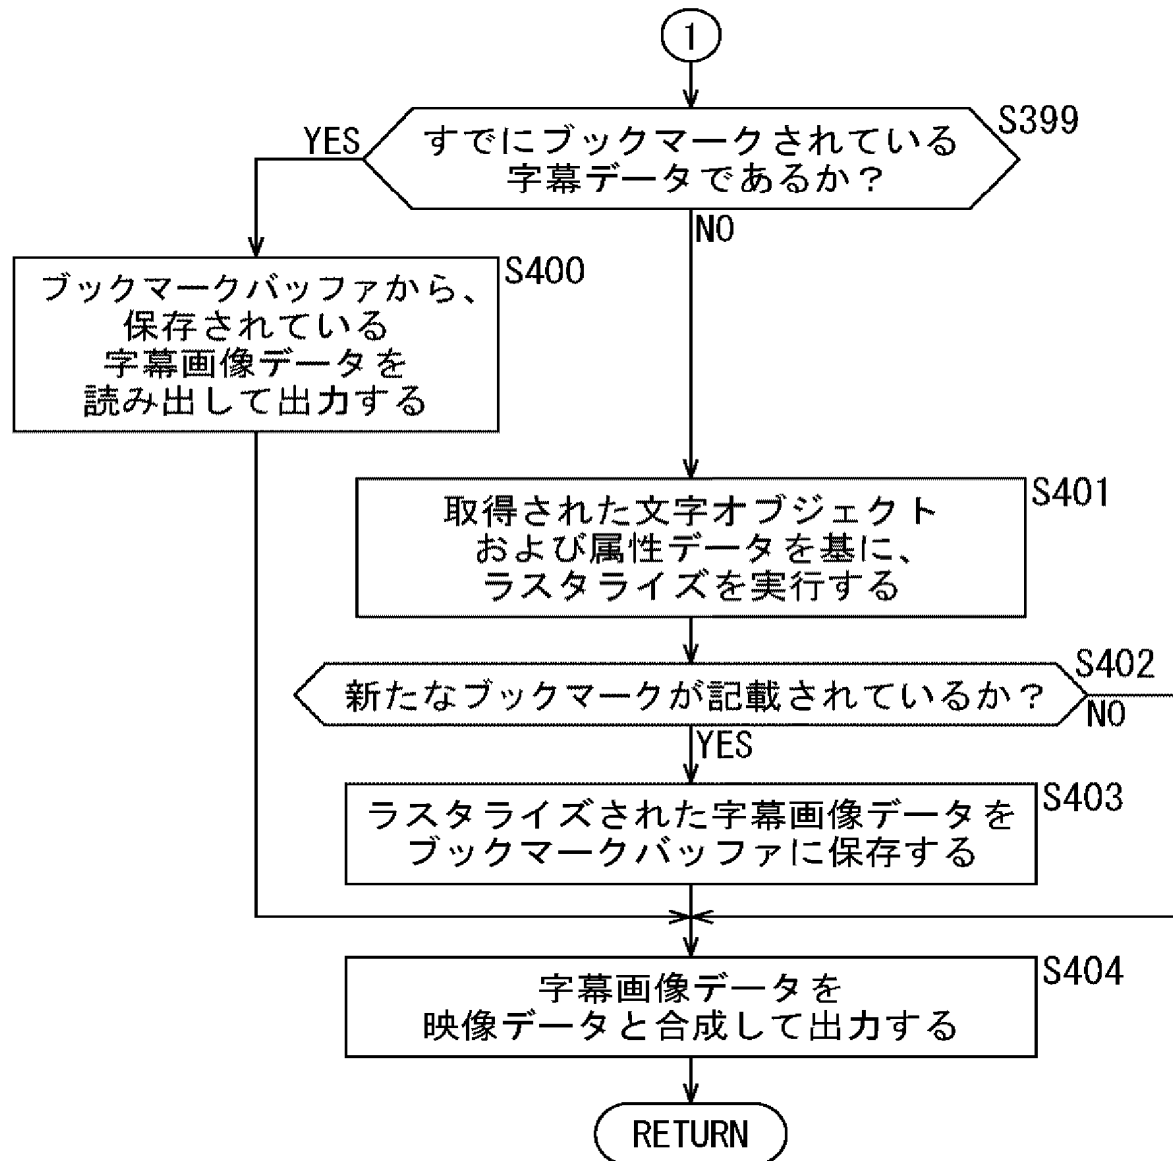 1
S399
YES
すでにブックマークされている
字幕データであるか？
NO
S400
ブックマークバッファから、
保存されている
字幕画像データを
読み出して出力する
S401
取得された文字オブジェクト
および属性データを基に、
ラスタライズを実行する
S402
新たなブックマークが記載されているか？
NO
YES
S403
ラスタライズされた字幕画像データを
ブックマークバッファに保存する
S404
字幕画像データを
映像データと合成して出力する
RETURN